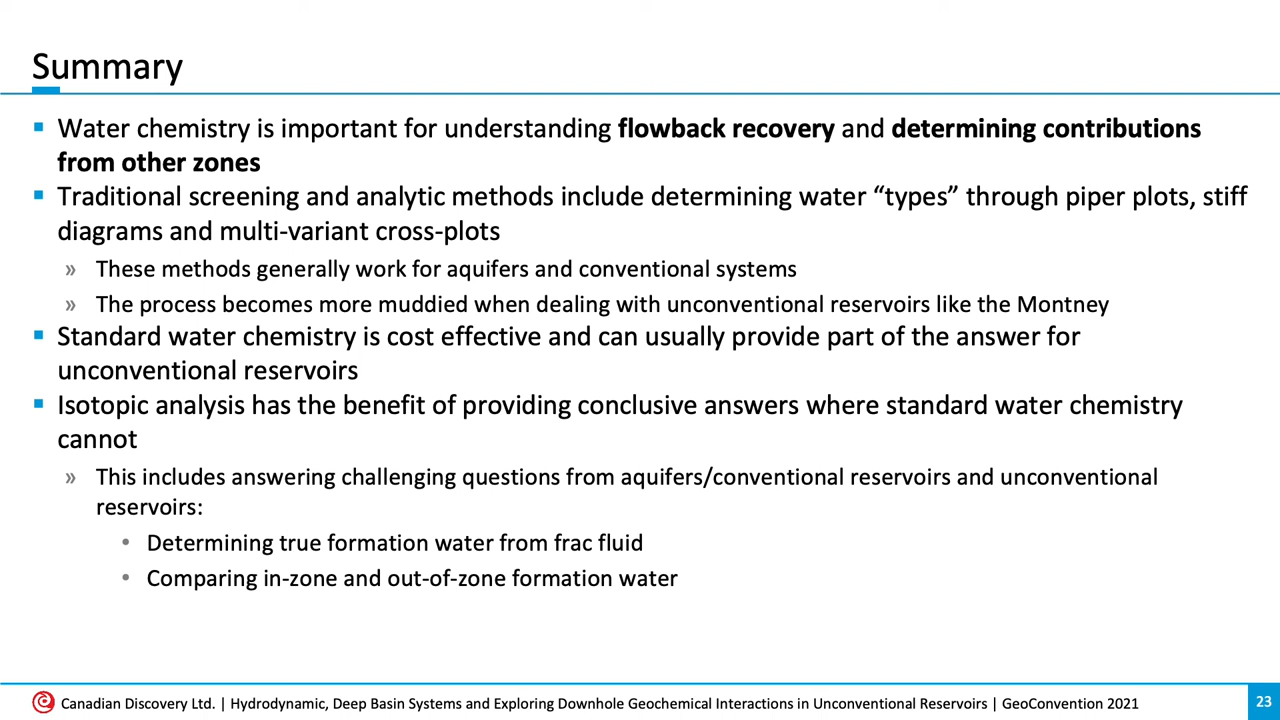 Summary
▪ Water chemistry is important for understanding flowback recovery and determining contributions
from other zones
▪ Traditional screening and analytic methods include determining water “types” through piper plots, stiff
diagrams and multi-variant cross-plots
» These methods generally work for aquifers and conventional systems
» The process becomes more muddied when dealing with unconventional reservoirs like the Montney
▪ Standard water chemistry is cost effective and can usually provide part of the answer for
unconventional reservoirs
▪ Isotopic analysis has the benefit of providing conclusive answers where standard water chemistry
cannot
» This includes answering challenging questions from aquifers/conventional reservoirs and unconventional
reservoirs:
• Determining true formation water from frac fluid
• Comparing in-zone and out-of-zone formation water
Canadian Discovery Ltd. | Hydrodynamic, Deep Basin Systems and Exploring Downhole Geochemical Interactions in Unconventional Reservoirs | GeoConvention 2021
23